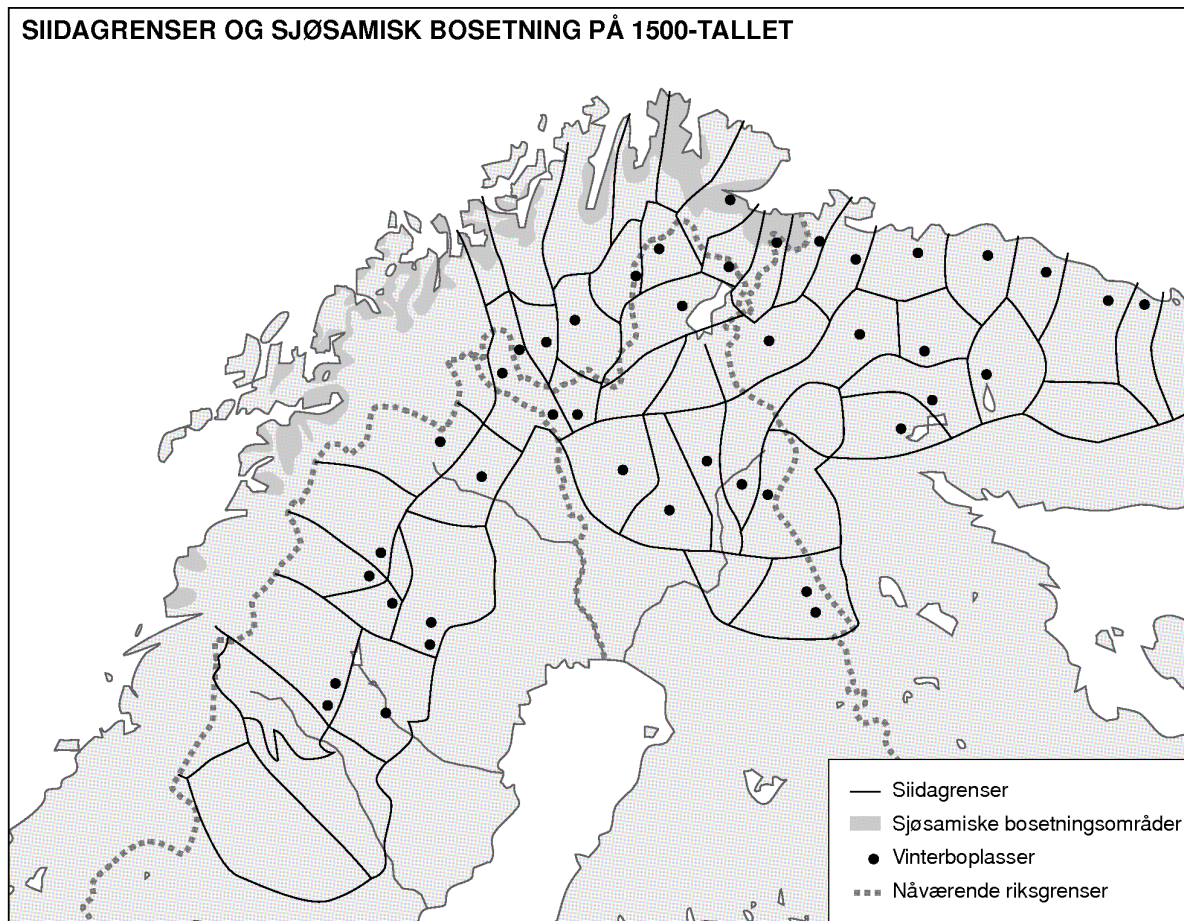 SIIDAGRENSER OG SJØSAMISK BOSETNING PÅ 1500-TALLET
Siidagrenser
Sjøsamiske bosetningsområder
Vinterboplasser
Nåværende riksgrenser